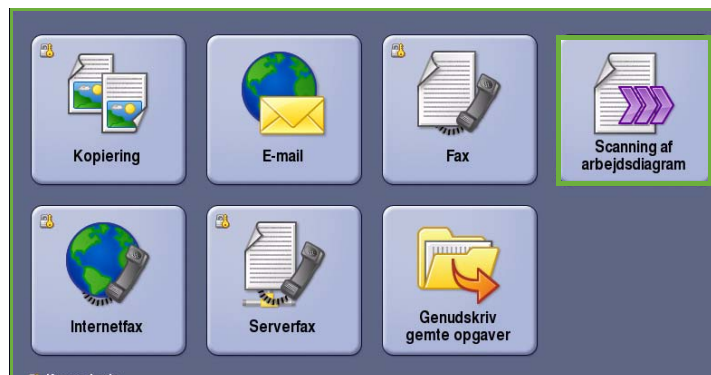 Kopiering
E-mail
Fax
Scanning af
arbejdsdiagram
Internetfax
Serverfax
Genudskriv
gemte opgaver